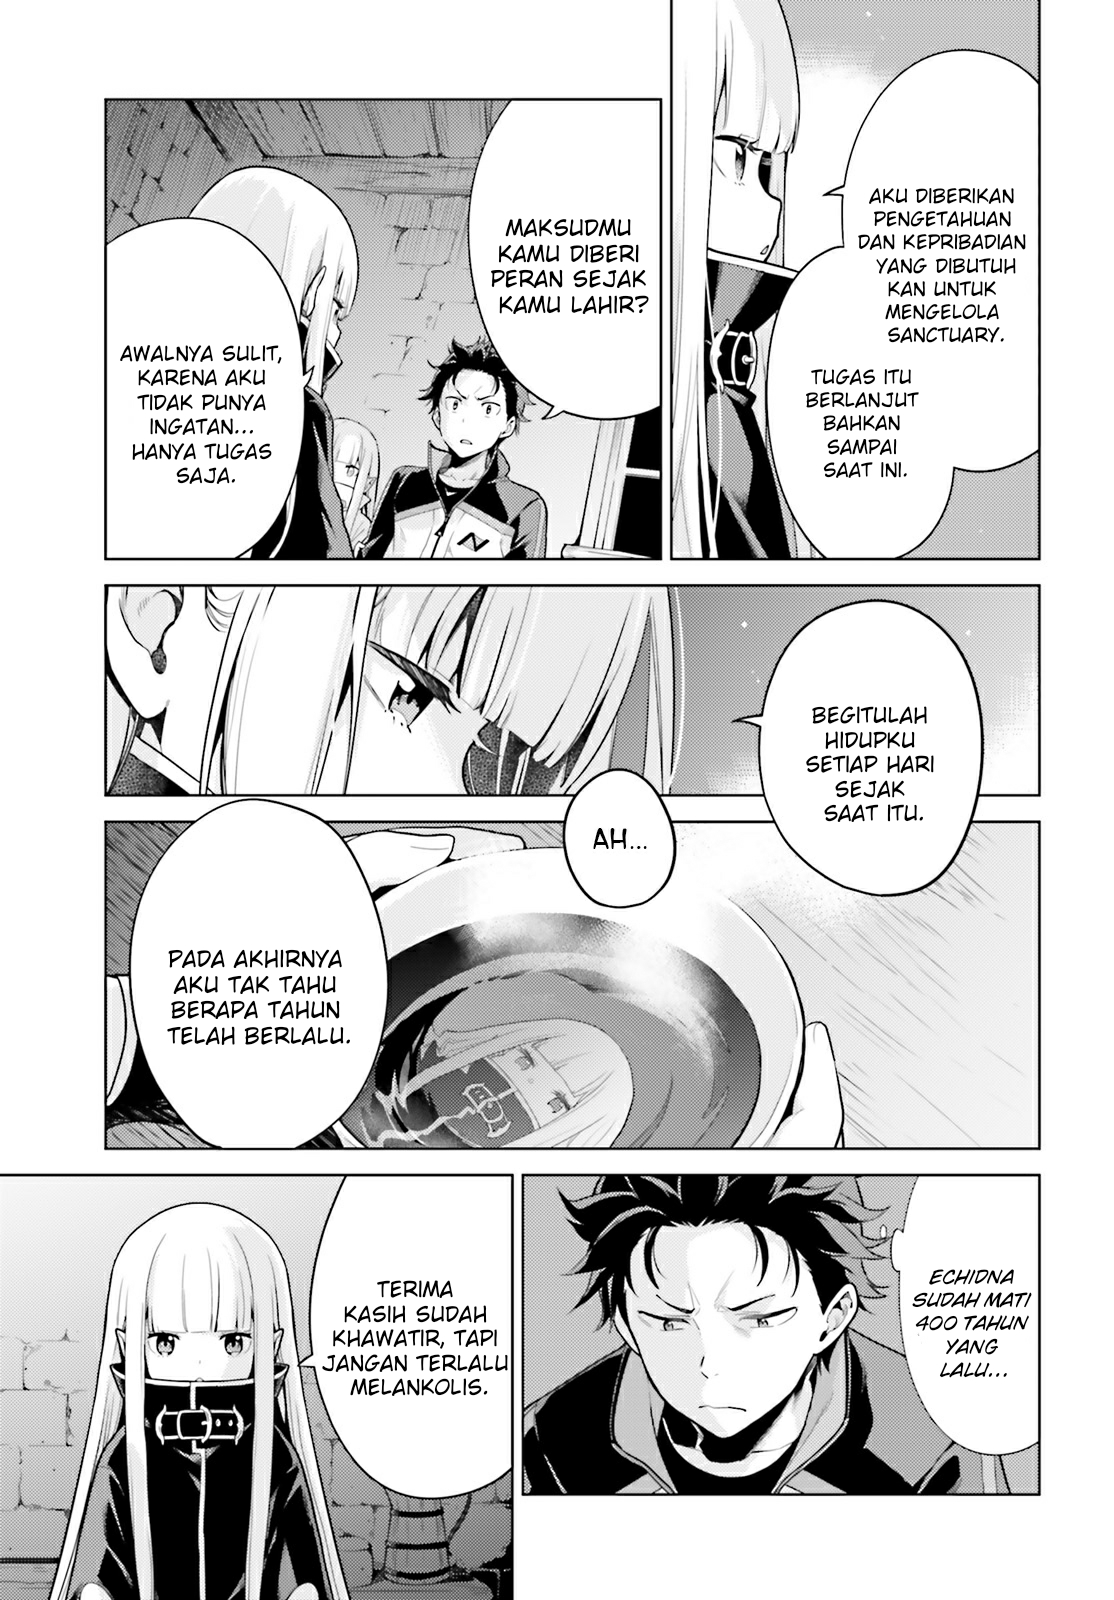 AKU DIBERIKAN
PENGETAHUAN
DAN KEPRIBADIAN
YANG DIBUTUH
KAN UNTUK
MENGELOLA
SANCTUARY.
TUGAS ITU
BERLANJUT
BAHKAN
SAMPAI
SAAT INI.
MAKSUDMU
KAMU DIBERI
PERAN SEJAK
KAMU LAHIR?
AWALNYA SULIT,
KARENA AKU
TIDAK PUNYA
INGATAN...
HANYA TUGAS
SAJA.
BEGITULAH
HIDUPKU
SETIAP HARI
SEJAK
SAAT ITU.
AH...
PADA AKHIRNYA
AKU TAK TAHU
BERAPA TAHUN
TELAH BERLALU.
ECHIDNA
SUDAH MATI
400 TAHUN
YANG
LALU...
TERIMA
KASIH SUDAH
KHAWATIR, TAPI
JANGAN TERLALU
MELANKOLIS.